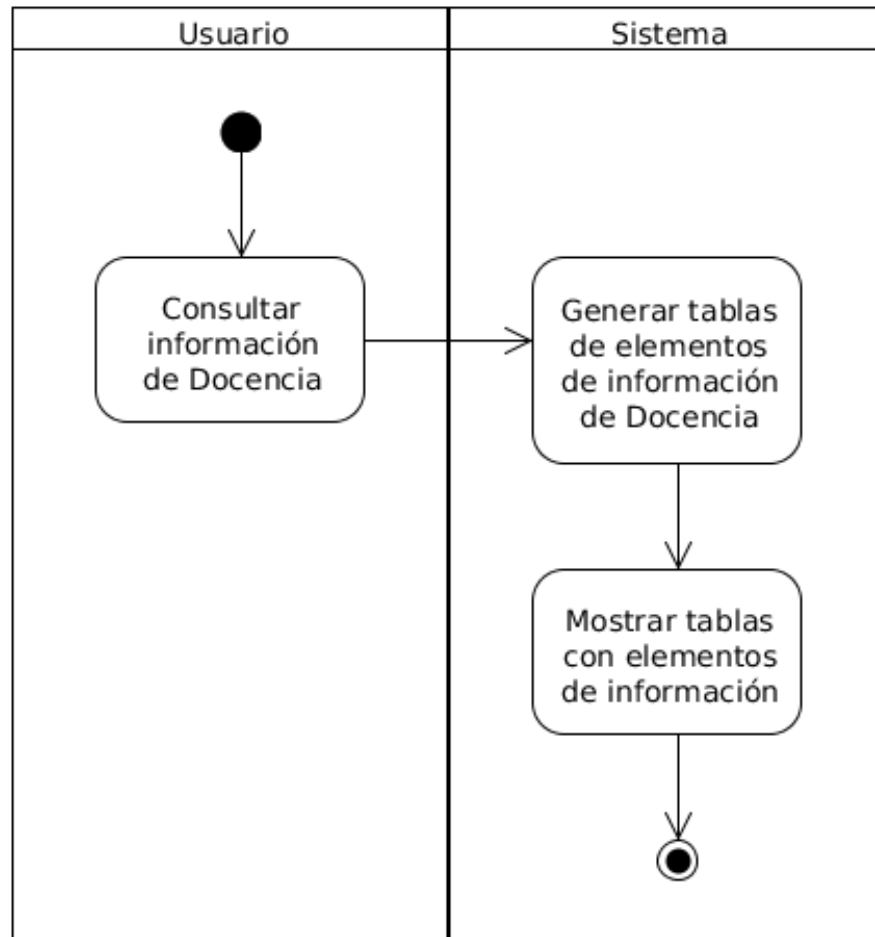 Usuario
Sistema
Consultar
información
de Docencia
Generar tablas
de elementos
de información
de Docencia
Mostrar tablas
con elementos
de información